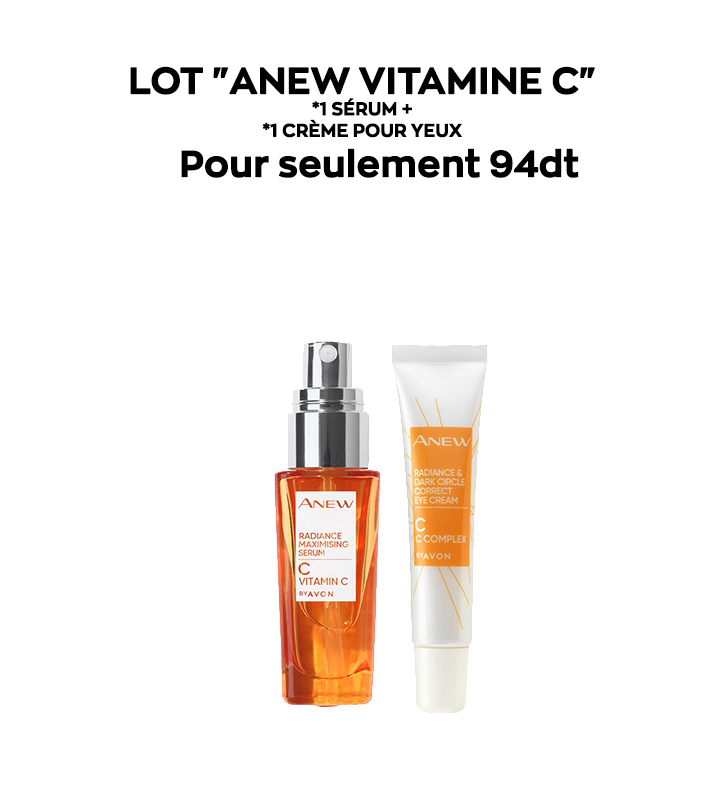 LOT "ANEW VITAMINE C"
*1 SÉRUM +
*1 CRÈME POUR YEUX
Pour seulement 94dt
ANEW
RADIANCE
MAXIMISING
SERUM
C
VITAMIN C
BY AVON
ANEW
RADIANCE &
DARK CIRCLE
CORRECT
EYE CREAM
C
C COMPLEX
BY AVON